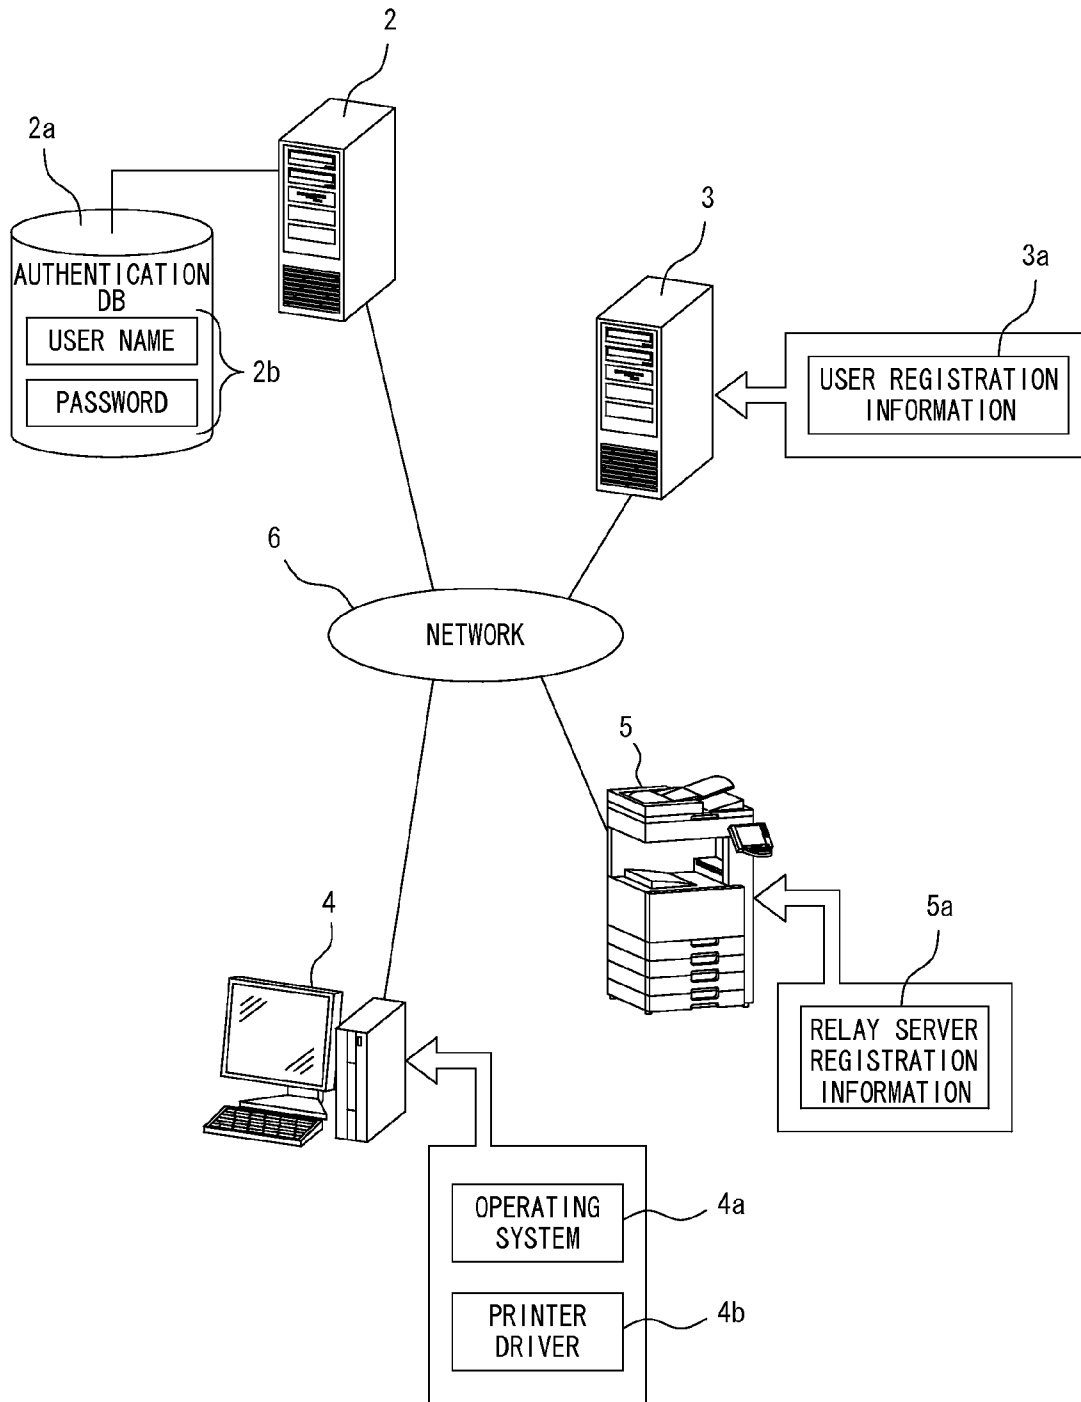 2
2a
AUTHENTICATION
DB
USER NAME
PASSWORD
2b
3
3a
USER REGISTRATION
INFORMATION
6
NETWORK
5
5a
RELAY SERVER
REGISTRATION
INFORMATION
4
OPERATING
SYSTEM
4a
PRINTER
DRIVER
4b